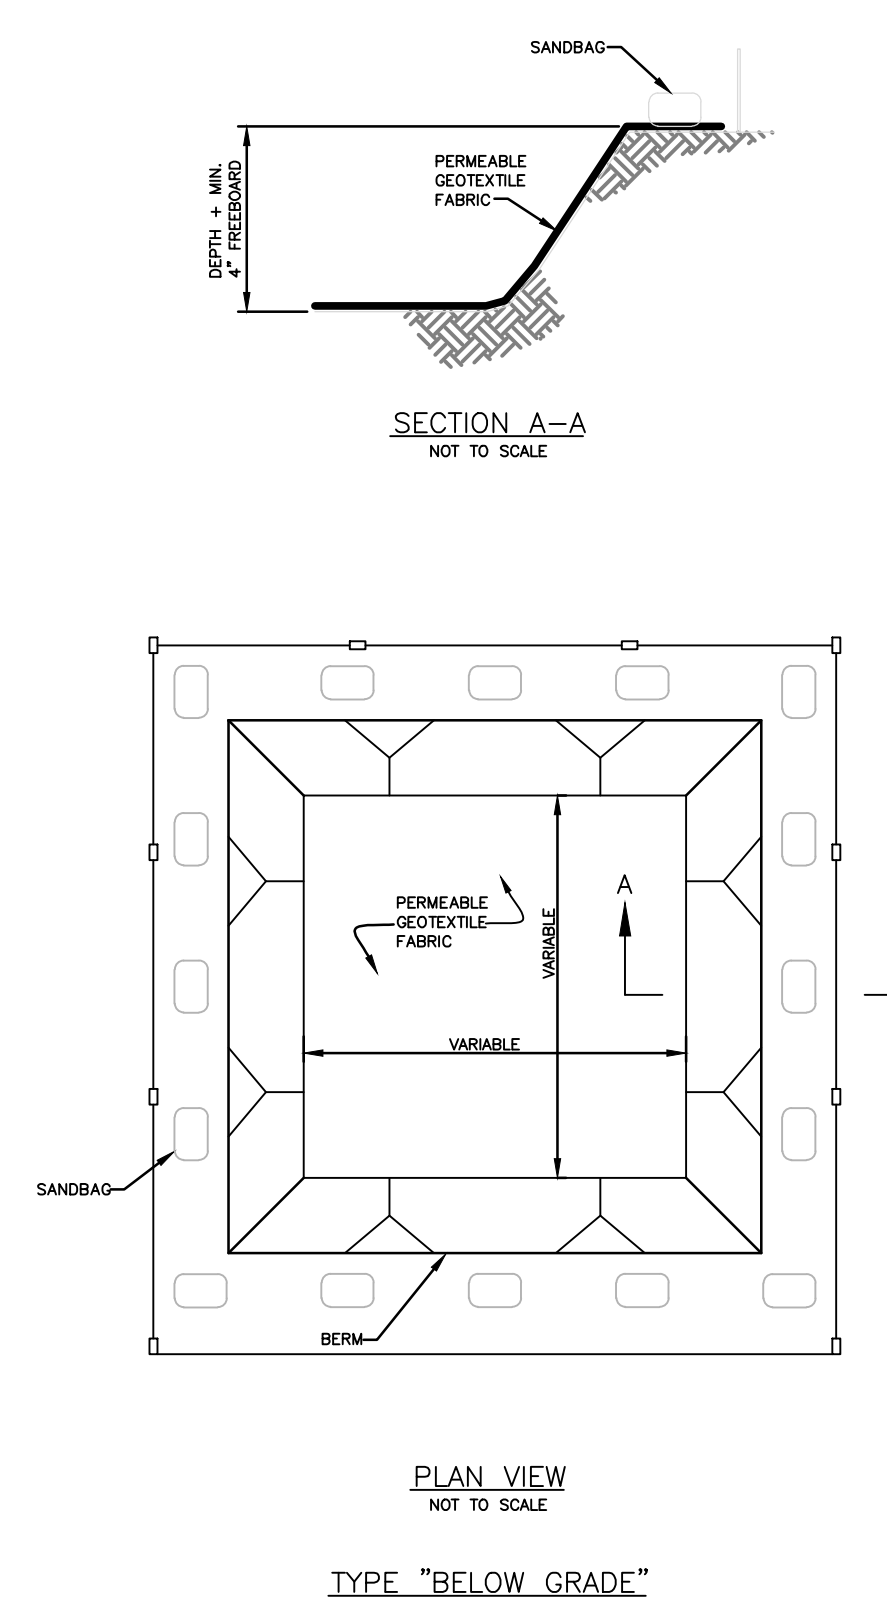 SANDBAG
PERMEABLE
GEOTEXTILE
FABRIC
DEPTH + MIN.
4" FREEBOARD
SECTION A-A
NOT TO SCALE
A
PERMEABLE
GEOTEXTILE
FABRIC
VARIABLE
VARIABLE
SANDBAG
BERM
PLAN VIEW
NOT TO SCALE
TYPE "BELOW GRADE"